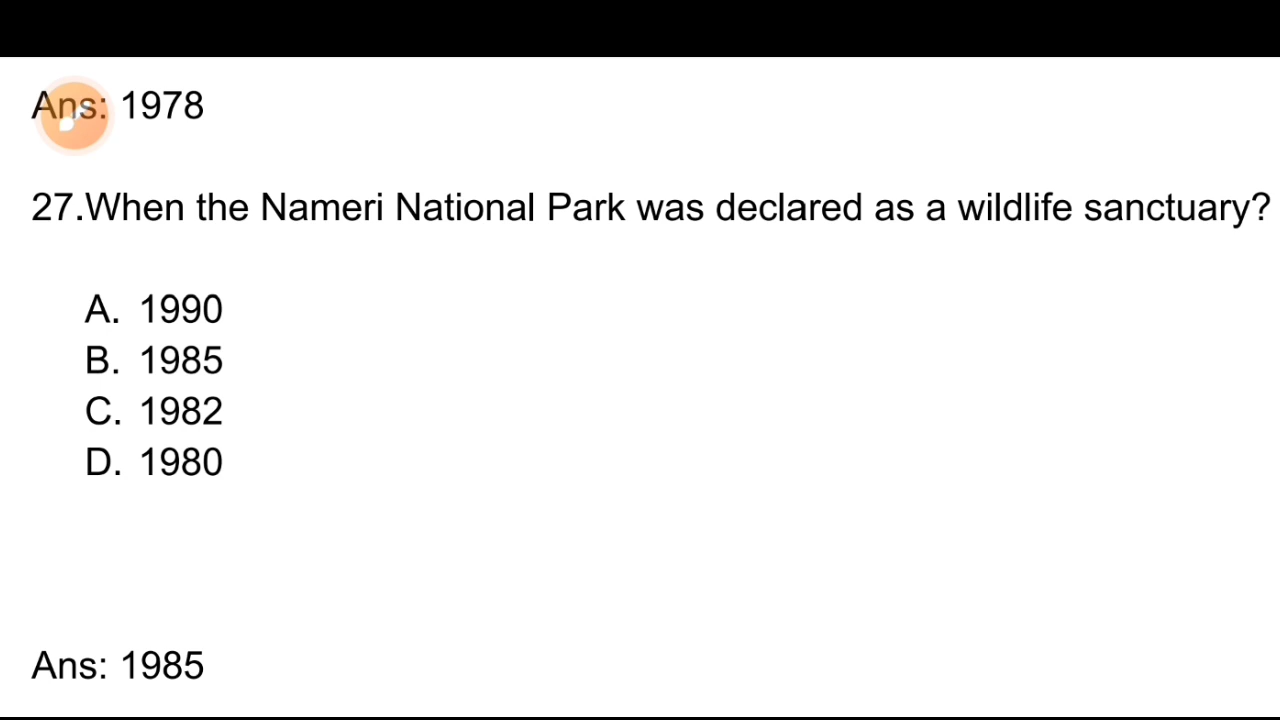 Ans: 1978
27.When the Nameri National Park was declared as a wildlife sanctuary?
A. 1990
B. 1985
C. 1982
D. 1980
Ans: 1985